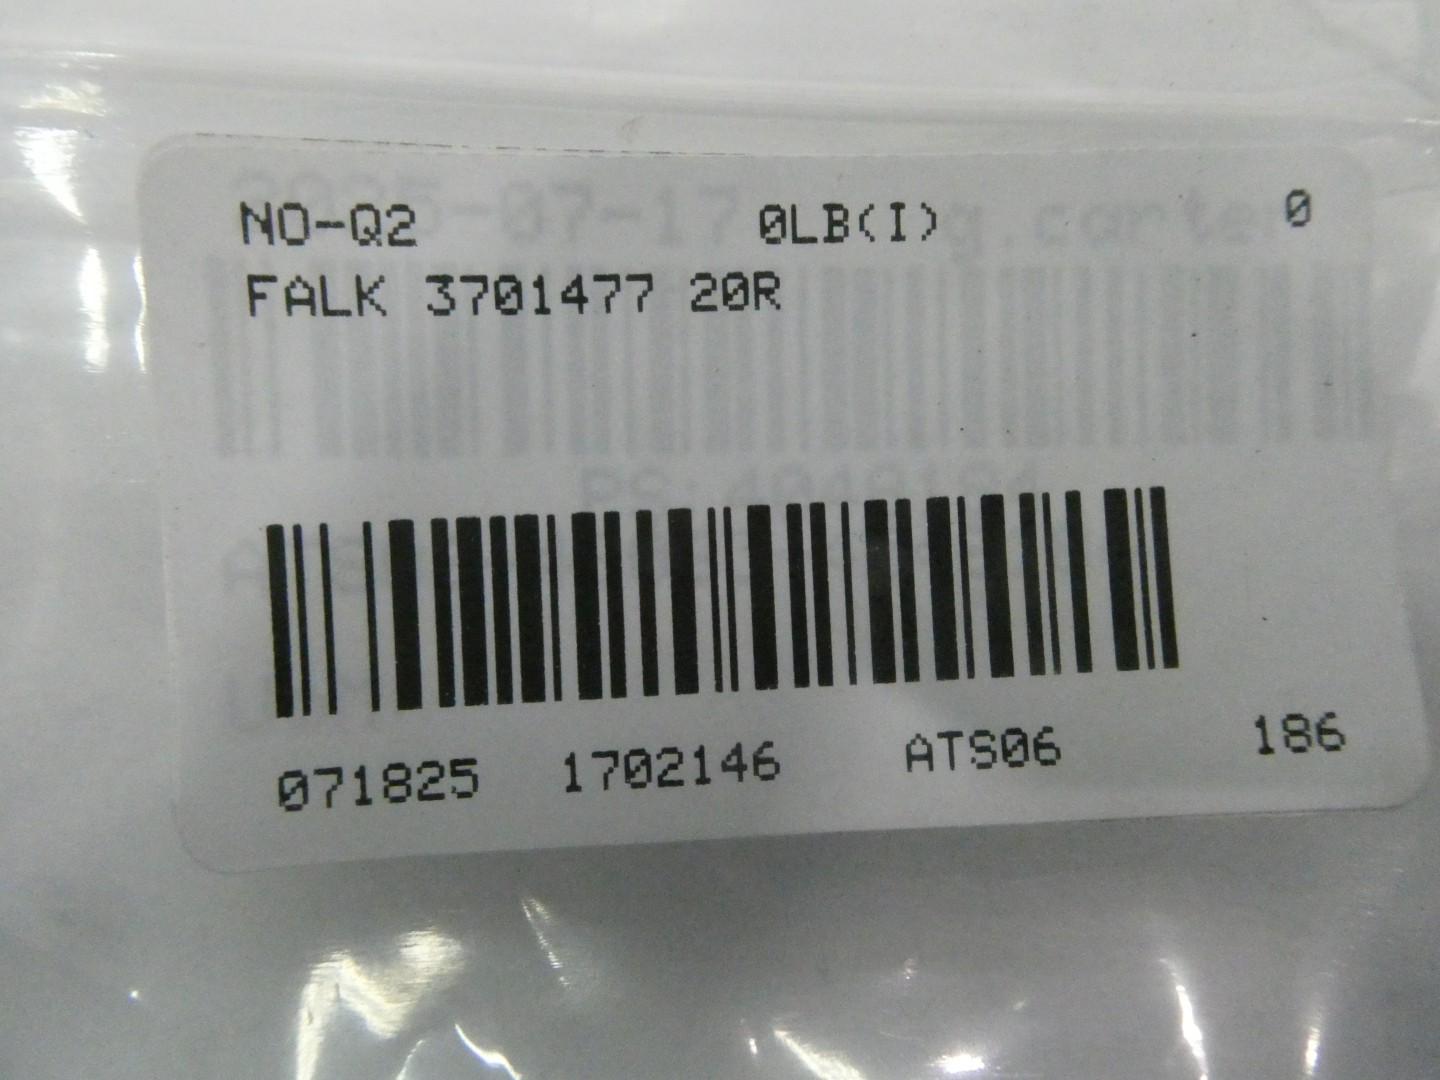 NO-Q2 0LB(I) 0
FALK 3701477 20R
071825 1702146 ATS06 186